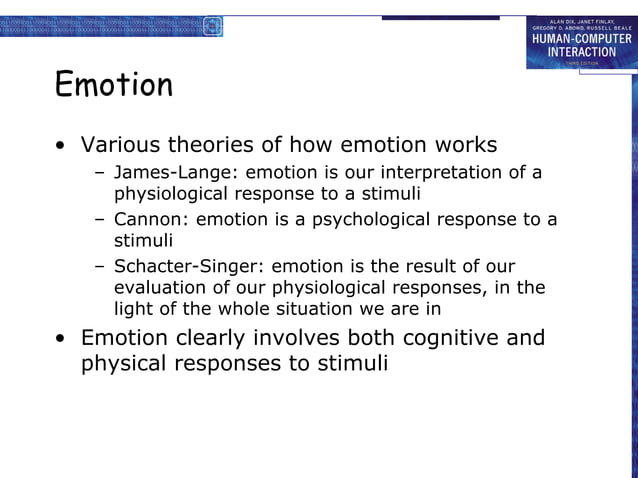 ALAN DIX, JANET FINLAY,
GREGORY D. ABOWD, RUSSELL BEALE
HUMAN-COMPUTER
INTERACTION
THIRD EDITION
Emotion
• Various theories of how emotion works
– James-Lange: emotion is our interpretation of a
physiological response to a stimuli
– Cannon: emotion is a psychological response to a
stimuli
– Schacter-Singer: emotion is the result of our
evaluation of our physiological responses, in the
light of the whole situation we are in
• Emotion clearly involves both cognitive and
physical responses to stimuli